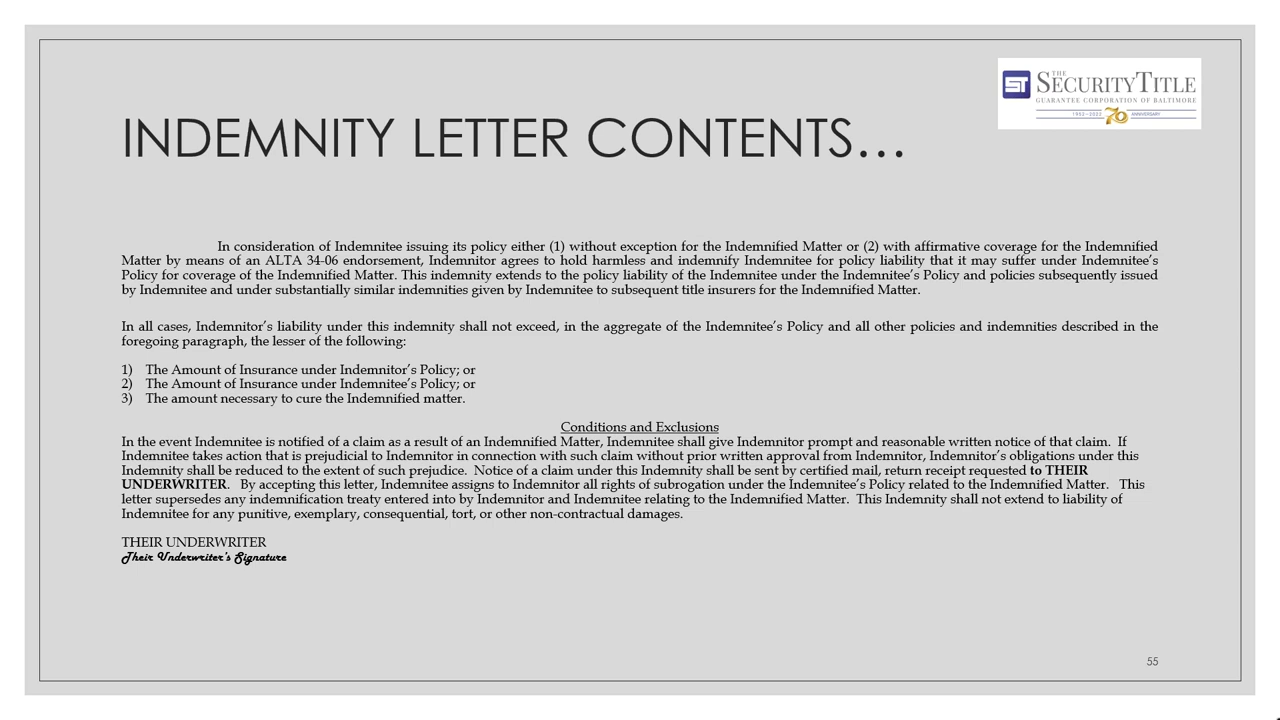 THE
SECURITYTITLE
GUARANTEE CORPORATION OF BALTIMORE
1952-2022 70 ANNIVERSARY
INDEMNITY LETTER CONTENTS…
In consideration of Indemnitee issuing its policy either (1) without exception for the Indemnified Matter or (2) with affirmative coverage for the Indemnified
Matter by means of an ALTA 34-06 endorsement, Indemnitor agrees to hold harmless and indemnify Indemnitee for policy liability that it may suffer under Indemnitee’s
Policy for coverage of the Indemnified Matter. This indemnity extends to the policy liability of the Indemnitee under the Indemnitee’s Policy and policies subsequently issued
by Indemnitee and under substantially similar indemnities given by Indemnitee to subsequent title insurers for the Indemnified Matter.
In all cases, Indemnitor’s liability under this indemnity shall not exceed, in the aggregate of the Indemnitee’s Policy and all other policies and indemnities described in the
foregoing paragraph, the lesser of the following:
1) The Amount of Insurance under Indemnitor’s Policy; or
2) The Amount of Insurance under Indemnitee’s Policy; or
3) The amount necessary to cure the Indemnified matter.
Conditions and Exclusions
In the event Indemnitee is notified of a claim as a result of an Indemnified Matter, Indemnitee shall give Indemnitor prompt and reasonable written notice of that claim. If
Indemnitee takes action that is prejudicial to Indemnitor in connection with such claim without prior written approval from Indemnitor, Indemnitor’s obligations under this
Indemnity shall be reduced to the extent of such prejudice. Notice of a claim under this Indemnity shall be sent by certified mail, return receipt requested to THEIR
UNDERWRITER. By accepting this letter, Indemnitee assigns to Indemnitor all rights of subrogation under the Indemnitee’s Policy related to the Indemnified Matter. This
letter supersedes any indemnification treaty entered into by Indemnitor and Indemnitee relating to the Indemnified Matter. This Indemnity shall not extend to liability of
Indemnitee for any punitive, exemplary, consequential, tort, or other non-contractual damages.
THEIR UNDERWRITER
Their Underwriter’s Signature
55